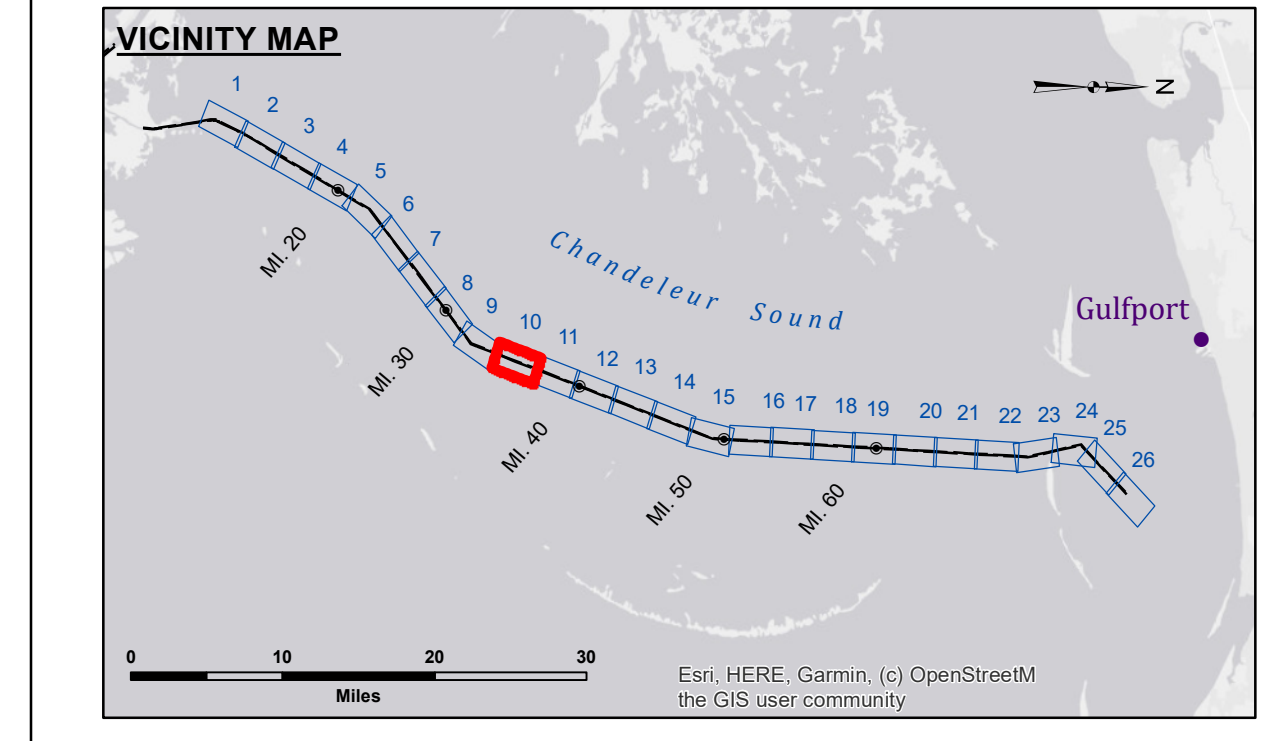 VICINITY MAP
N
1
2
3
4
5
6
7
8
9
10
11
12
13
14
15
16
17
18
19
20
21
22
23
24
25
26
MI. 20
MI. 30
MI. 40
MI. 50
MI. 60
Chandeleur Sound
Gulfport
0 10 20 30
Miles
Esri, HERE, Garmin, (c) OpenStreetM
the GIS user community